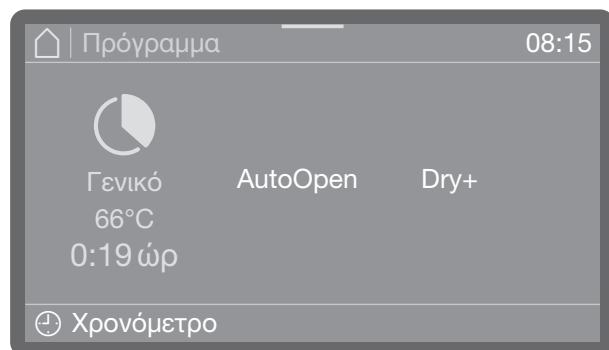 Πρόγραμμα 08:15
Γενικό
66°C
0:19 ώρ
AutoOpen Dry+
Χρονόμετρο